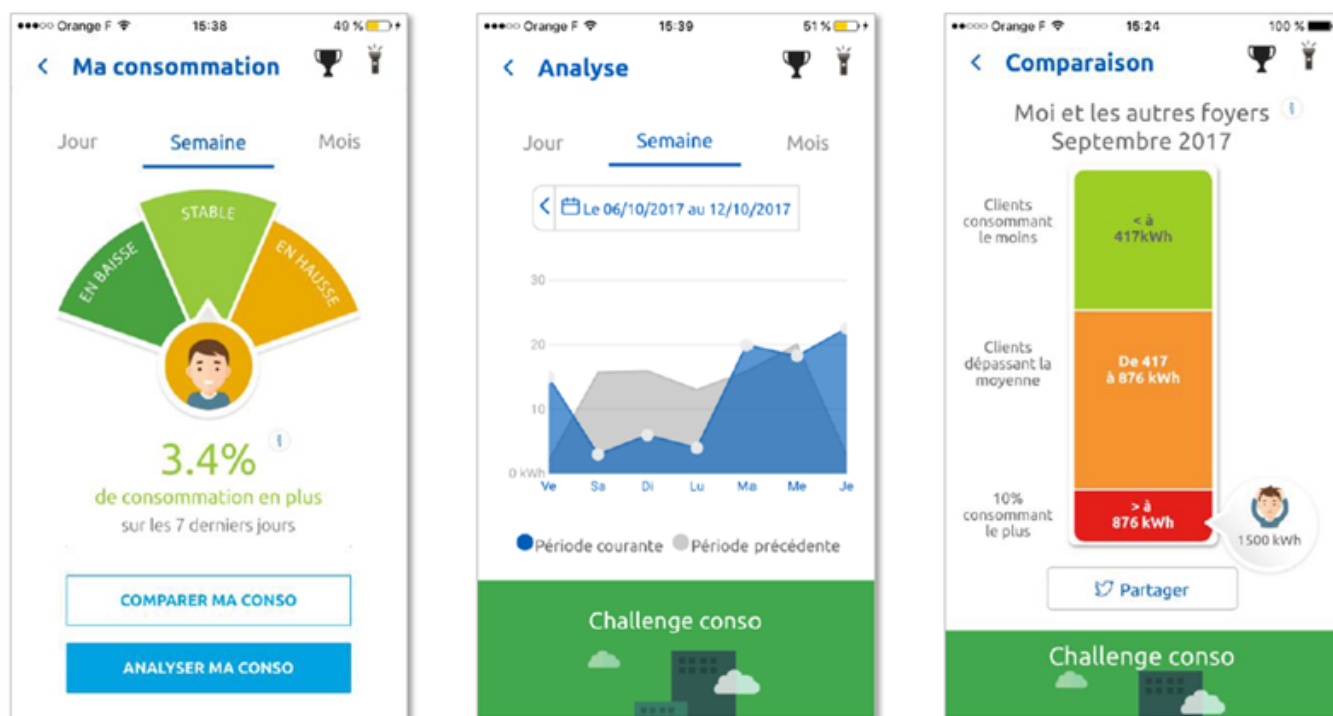 Orange F 15:38 49 %
Ma consommation
Jour Semaine Mois
EN BAISSE
STABLE
EN HAUSSE
3.4%
de consommation en plus
sur les 7 derniers jours
COMPARER MA CONSO
ANALYSER MA CONSO
Orange F 15:39 51 %
Analyse
Jour Semaine Mois
Le 06/10/2017 au 12/10/2017
30
20
10
0 kWh
Ve Sa Di Lu Ma Me Je
Période courante Période précédente
Challenge conso
Orange F 15:24 100 %
Comparaison
Moi et les autres foyers
Septembre 2017
Clients
consommant
le moins
< à
417kWh
Clients
dépassant la
moyenne
De 417
à 876 kWh
10%
consommant
le plus
> à
876 kWh
1500 kWh
Partager
Challenge conso